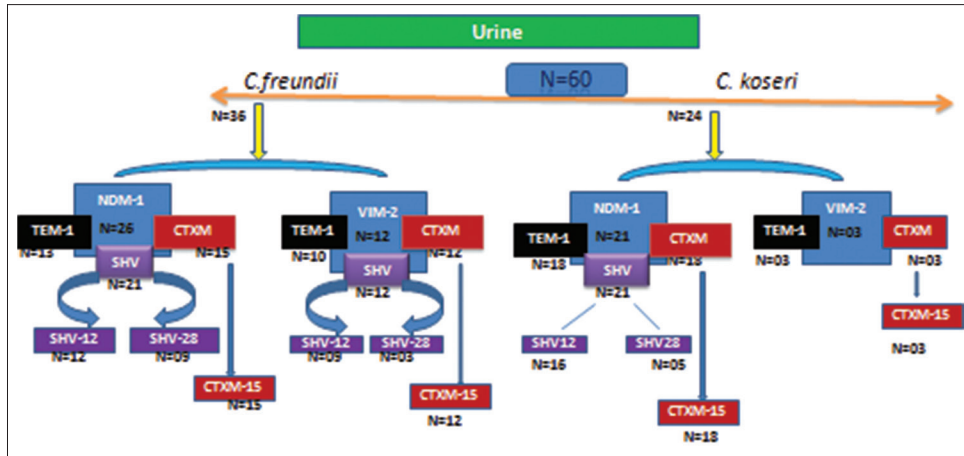 Urine
C.freundii
N=60
C. koseri
N=36
N=24
NDM-1
TEM-1
N=26
CTXM
N=13
SHV
N=15
N=21
SHV-12
SHV-28
N=12
N=09
CTXM-15
N=15
VIM-2
TEM-1
N=12
CTXM
N=10
SHV
N=12
N=12
SHV-12
SHV-28
N=09
N=03
CTXM-15
N=12
NDM-1
TEM-1
N=21
CTXM
N=18
SHV
N=18
N=21
SHV12
SHV28
N=16
N=05
CTXM-15
N=18
VIM-2
TEM-1
N=03
CTXM
N=03
N=03
CTXM-15
N=03